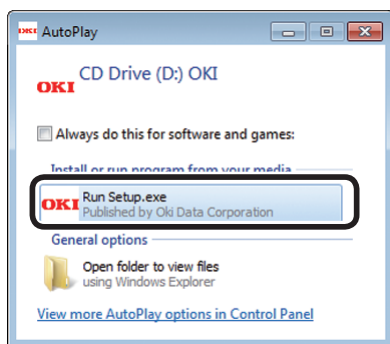 OKI AutoPlay
CD Drive (D:) OKI
OKI
Always do this for software and games:
Install or run program from your media
OKI Run Setup.exe
Published by Oki Data Corporation
General options
Open folder to view files
using Windows Explorer
View more AutoPlay options in Control Panel